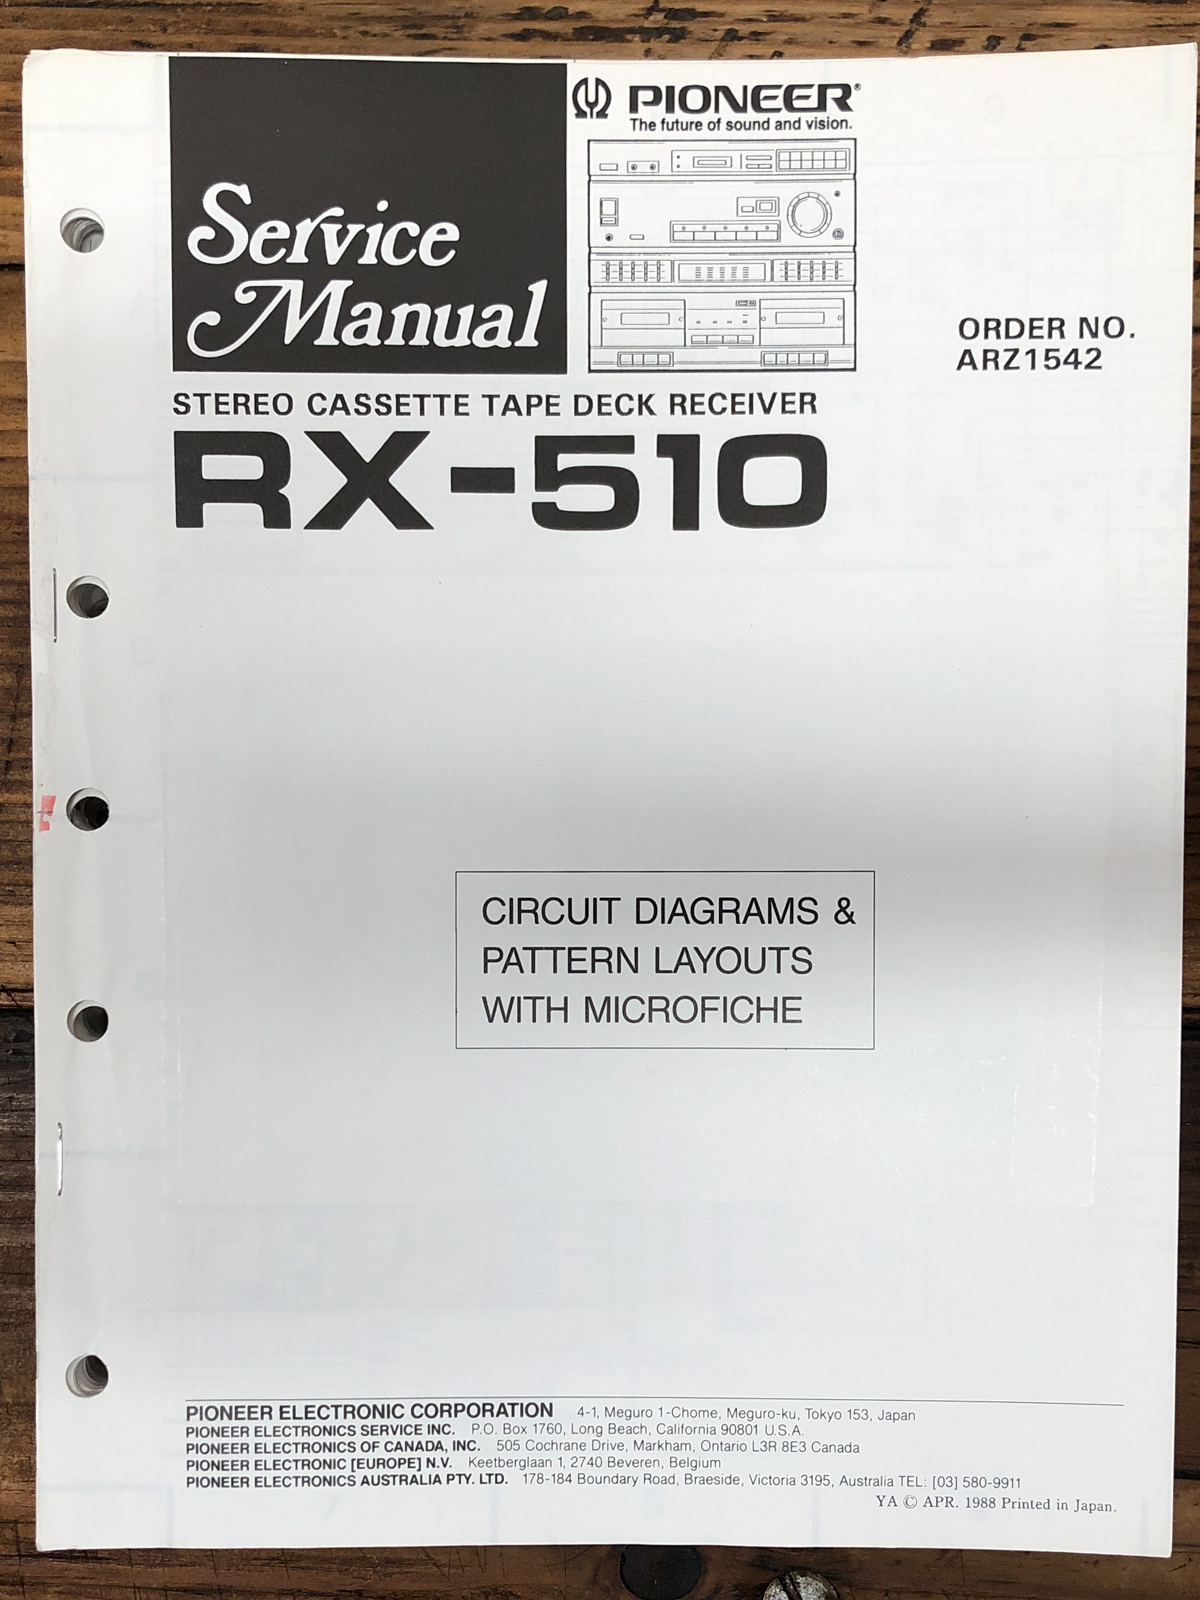 Service
Manual
PIONEER®
The future of sound and vision.
ORDER NO.
ARZ1542
STEREO CASSETTE TAPE DECK RECEIVER
RX-510
CIRCUIT DIAGRAMS &
PATTERN LAYOUTS
WITH MICROFICHE
PIONEER ELECTRONIC CORPORATION 4-1, Meguro 1-Chome, Meguro-ku, Tokyo 153, Japan
PIONEER ELECTRONICS SERVICE INC. P.O. Box 1760, Long Beach, California 90801 U.S.A.
PIONEER ELECTRONICS OF CANADA, INC. 505 Cochrane Drive, Markham, Ontario L3R 8E3 Canada
PIONEER ELECTRONIC [EUROPE] N.V. Keetberglaan 1, 2740 Beveren, Belgium
PIONEER ELECTRONICS AUSTRALIA PTY. LTD. 178-184 Boundary Road, Braeside, Victoria 3195, Australia TEL: [03] 580-9911
YA © APR. 1988 Printed in Japan.